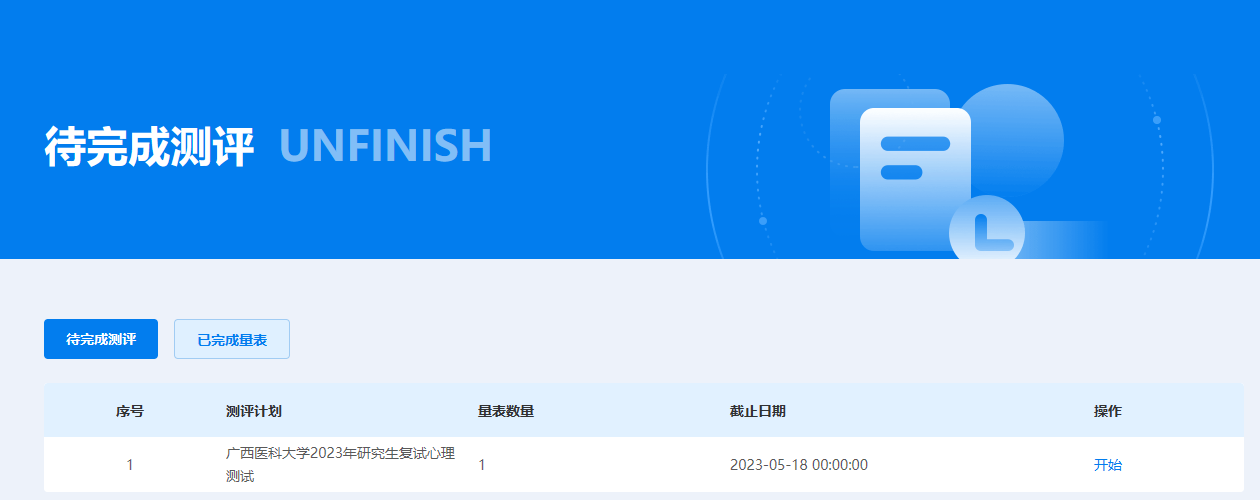 待完成测评 UNFINISH
待完成测评 已完成量表
序号 测评计划 量表数量 截止日期 操作
1 广西医科大学2023年研究生复试心理 1 2023-05-18 00:00:00 开始
测试